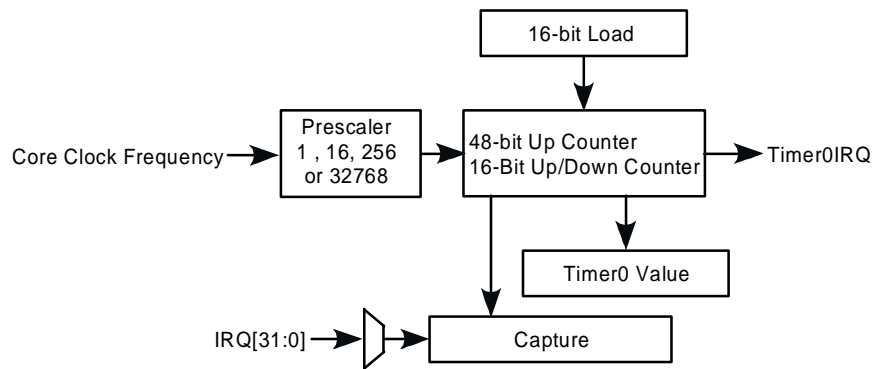 16-bit Load
Prescaler
1 , 16, 256
or 32768
48-bit Up Counter
16-Bit Up/Down Counter
Core Clock Frequency
Timer0IRQ
Timer0 Value
IRQ[31:0]
Capture